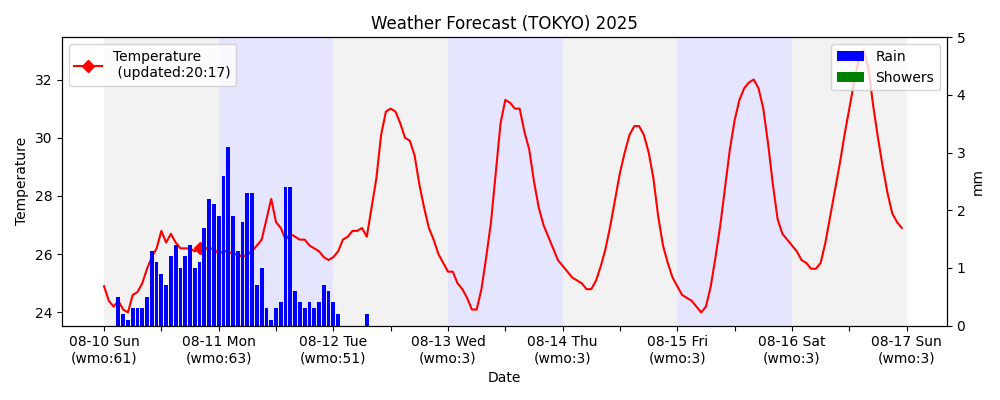 Weather Forecast (TOKYO) 2025
Temperature
(updated:20:17)
Rain
Showers
Temperature
32
30
28
26
24
5
4
3
2
1
0
mm
08-10 Sun
(wmo:61)
08-11 Mon
(wmo:63)
08-12 Tue
(wmo:51)
08-13 Wed
(wmo:3)
08-14 Thu
(wmo:3)
08-15 Fri
(wmo:3)
08-16 Sat
(wmo:3)
08-17 Sun
(wmo:3)
Date